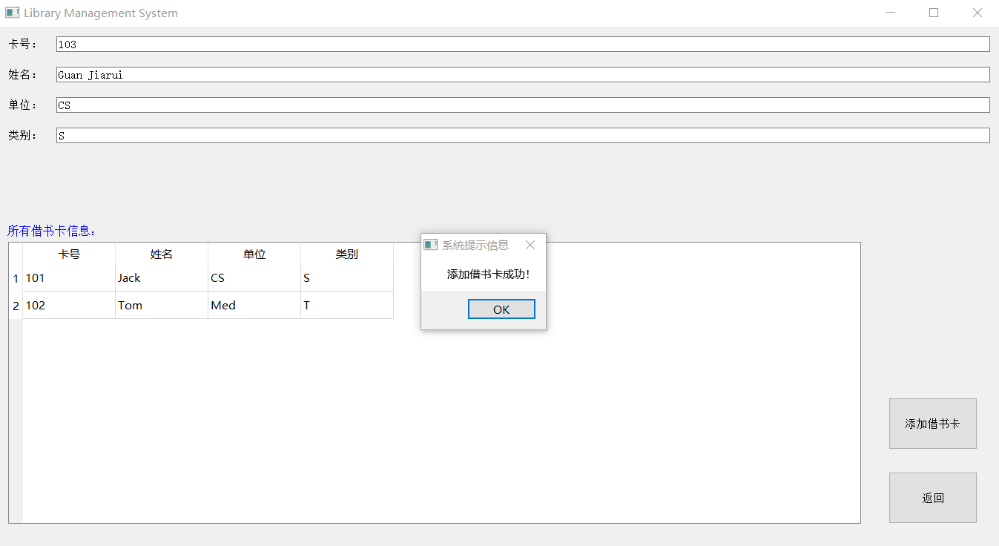 Library Management System
卡号： 103
姓名： Guan Jiarui
单位： CS
类别： S
所有借书卡信息：
卡号 姓名 单位 类别
1 101 Jack CS S
2 102 Tom Med T
系统提示信息
添加借书卡成功！
OK
添加借书卡
返回